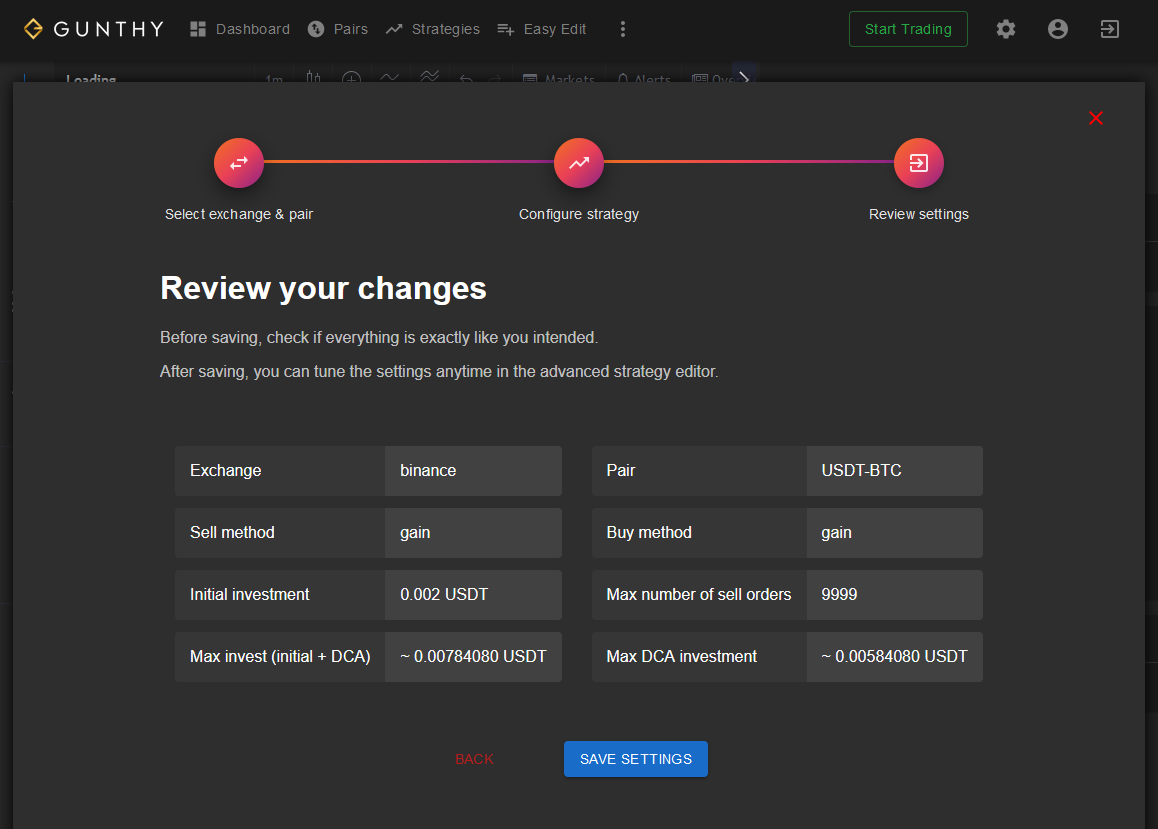 GUNTHY Dashboard Pairs Strategies Easy Edit Start Trading
Loading 1m Markets Alerts
Select exchange & pair Configure strategy Review settings
Review your changes
Before saving, check if everything is exactly like you intended.
After saving, you can tune the settings anytime in the advanced strategy editor.
Exchange binance Pair USDT-BTC
Sell method gain Buy method gain
Initial investment 0.002 USDT Max number of sell orders 9999
Max invest (initial + DCA) ~ 0.00784080 USDT Max DCA investment ~ 0.00584080 USDT
BACK SAVE SETTINGS